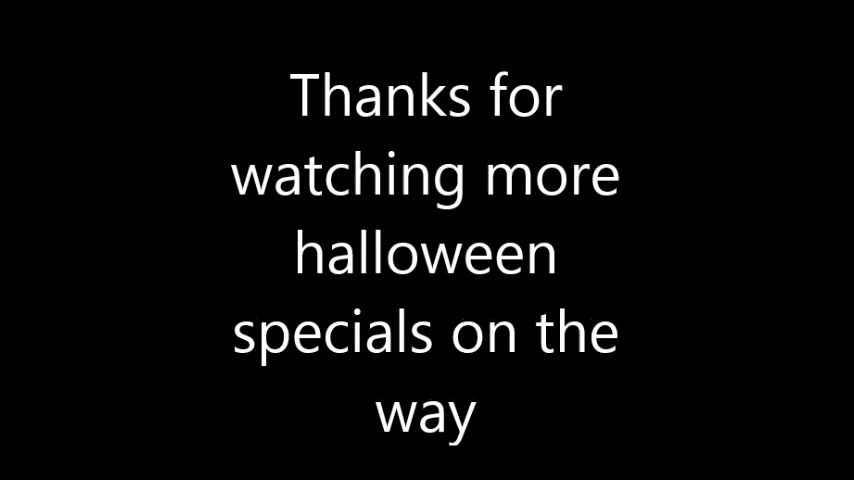 Thanks for
watching more
halloween
specials on the
way